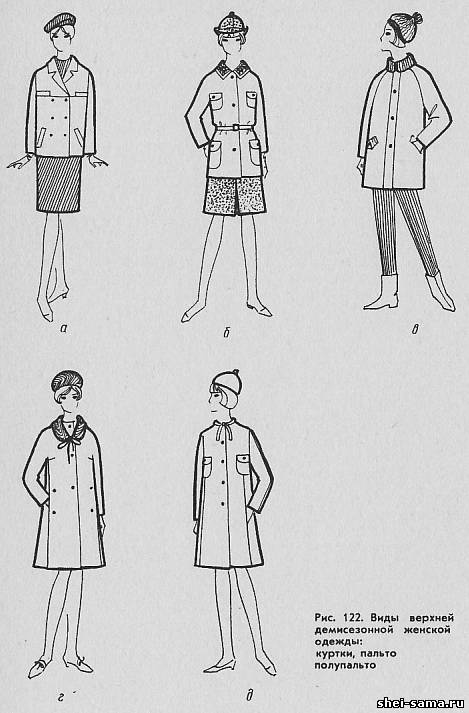 а
б
в
г
д
Рис. 122. Виды верхней
демисезонной женской
одежды:
куртки, пальто
полупальто
shei-sama.ru